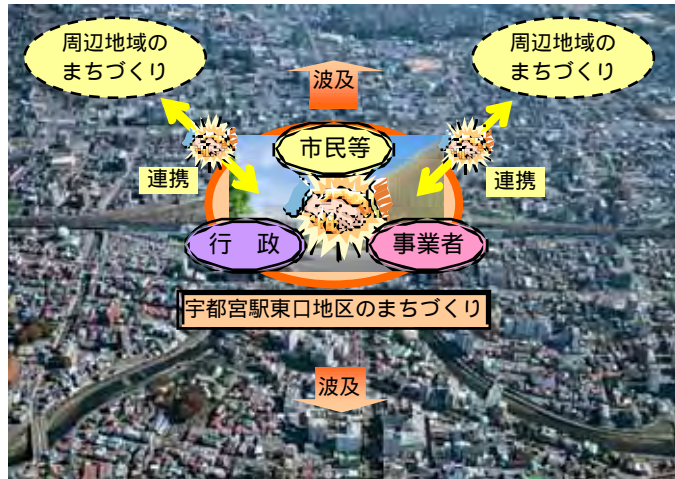 周辺地域の
まちづくり
周辺地域の
まちづくり
波及
市民等
連携
連携
行 政
事業者
宇都宮駅東口地区のまちづくり
波及